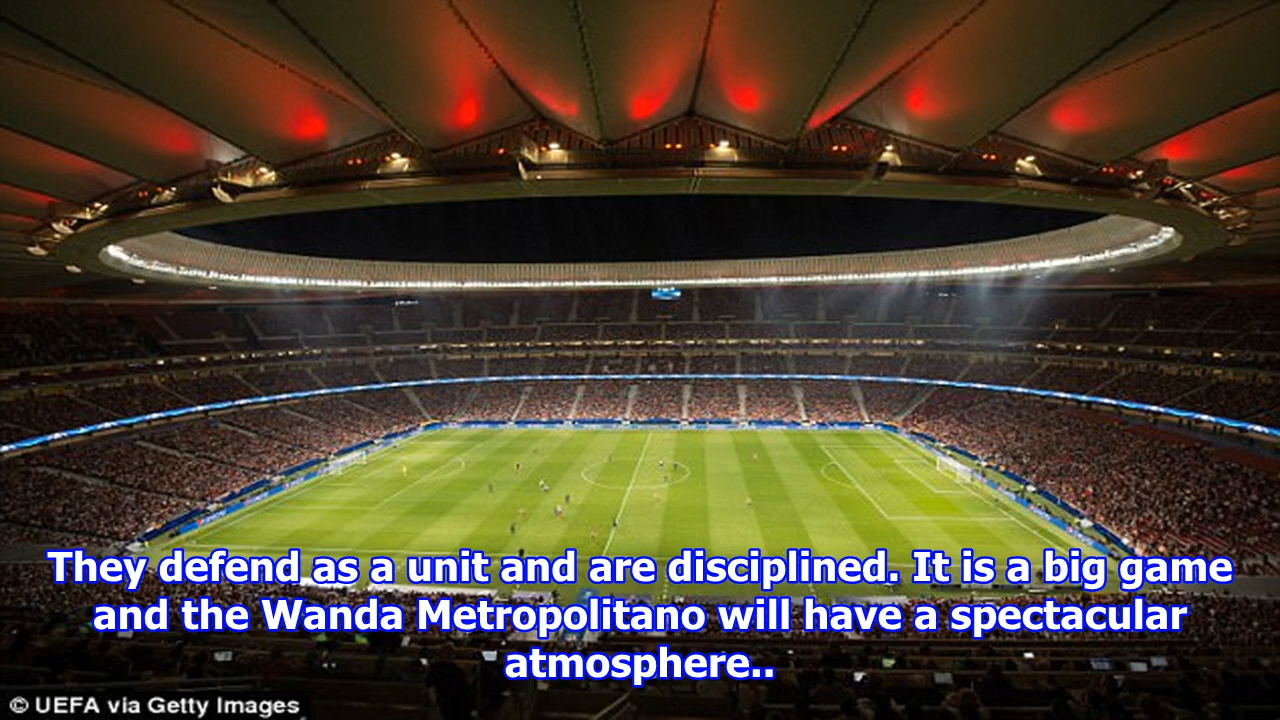 They defend as a unit and are disciplined. It is a big game
and the Wanda Metropolitano will have a spectacular
atmosphere..
© UEFA via Getty Images